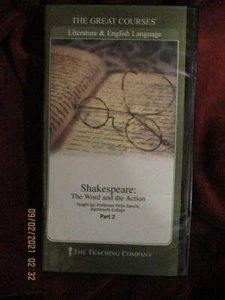 THE GREAT COURSES
Literature & English Language
Shakespeare:
The Word and the Action
Taught by: Professor Peter Saccio
Dartmouth College
Part 2
THE TEACHING COMPANY
09/02/2021 02:32